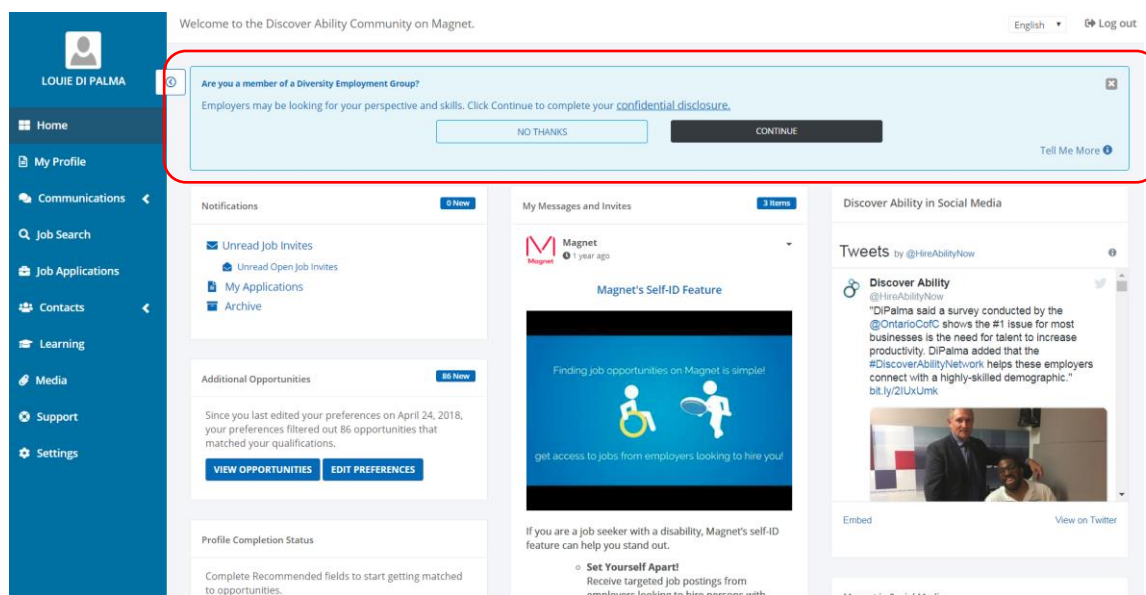 Welcome to the Discover Ability Community on Magnet.
English
Log out
LOUIE DI PALMA
Home
My Profile
Communications
Job Search
Job Applications
Contacts
Learning
Media
Support
Settings
Are you a member of a Diversity Employment Group?
Employers may be looking for your perspective and skills. Click Continue to complete your confidential disclosure.
NO THANKS
CONTINUE
Tell Me More
Notifications
0 New
Unread Job Invites
Unread Open Job Invites
My Applications
Archive
Additional Opportunities
86 New
Since you last edited your preferences on April 24, 2018,
your preferences filtered out 86 opportunities that
matched your qualifications.
VIEW OPPORTUNITIES
EDIT PREFERENCES
Profile Completion Status
Complete Recommended fields to start getting matched
to opportunities.
My Messages and Invites
3 Items
Magnet
Magnet
1 year ago
Magnet's Self-ID Feature
Finding job opportunities on Magnet is simple!
get access to jobs from employers looking to hire you!
If you are a job seeker with a disability, Magnet's self-ID
feature can help you stand out.
Set Yourself Apart!
Receive targeted job postings from
employers looking to hire persons with
Discover Ability in Social Media
Tweets by @HireAbilityNow
Discover Ability
@HireAbilityNow
"DiPalma said a survey conducted by the
@OntarioCofC shows the #1 issue for most
businesses is the need for talent to increase
productivity. DiPalma added that the
#DiscoverAbilityNetwork helps these employers
connect with a highly-skilled demographic."
bit.ly/2IUxUmk
Embed
View on Twitter